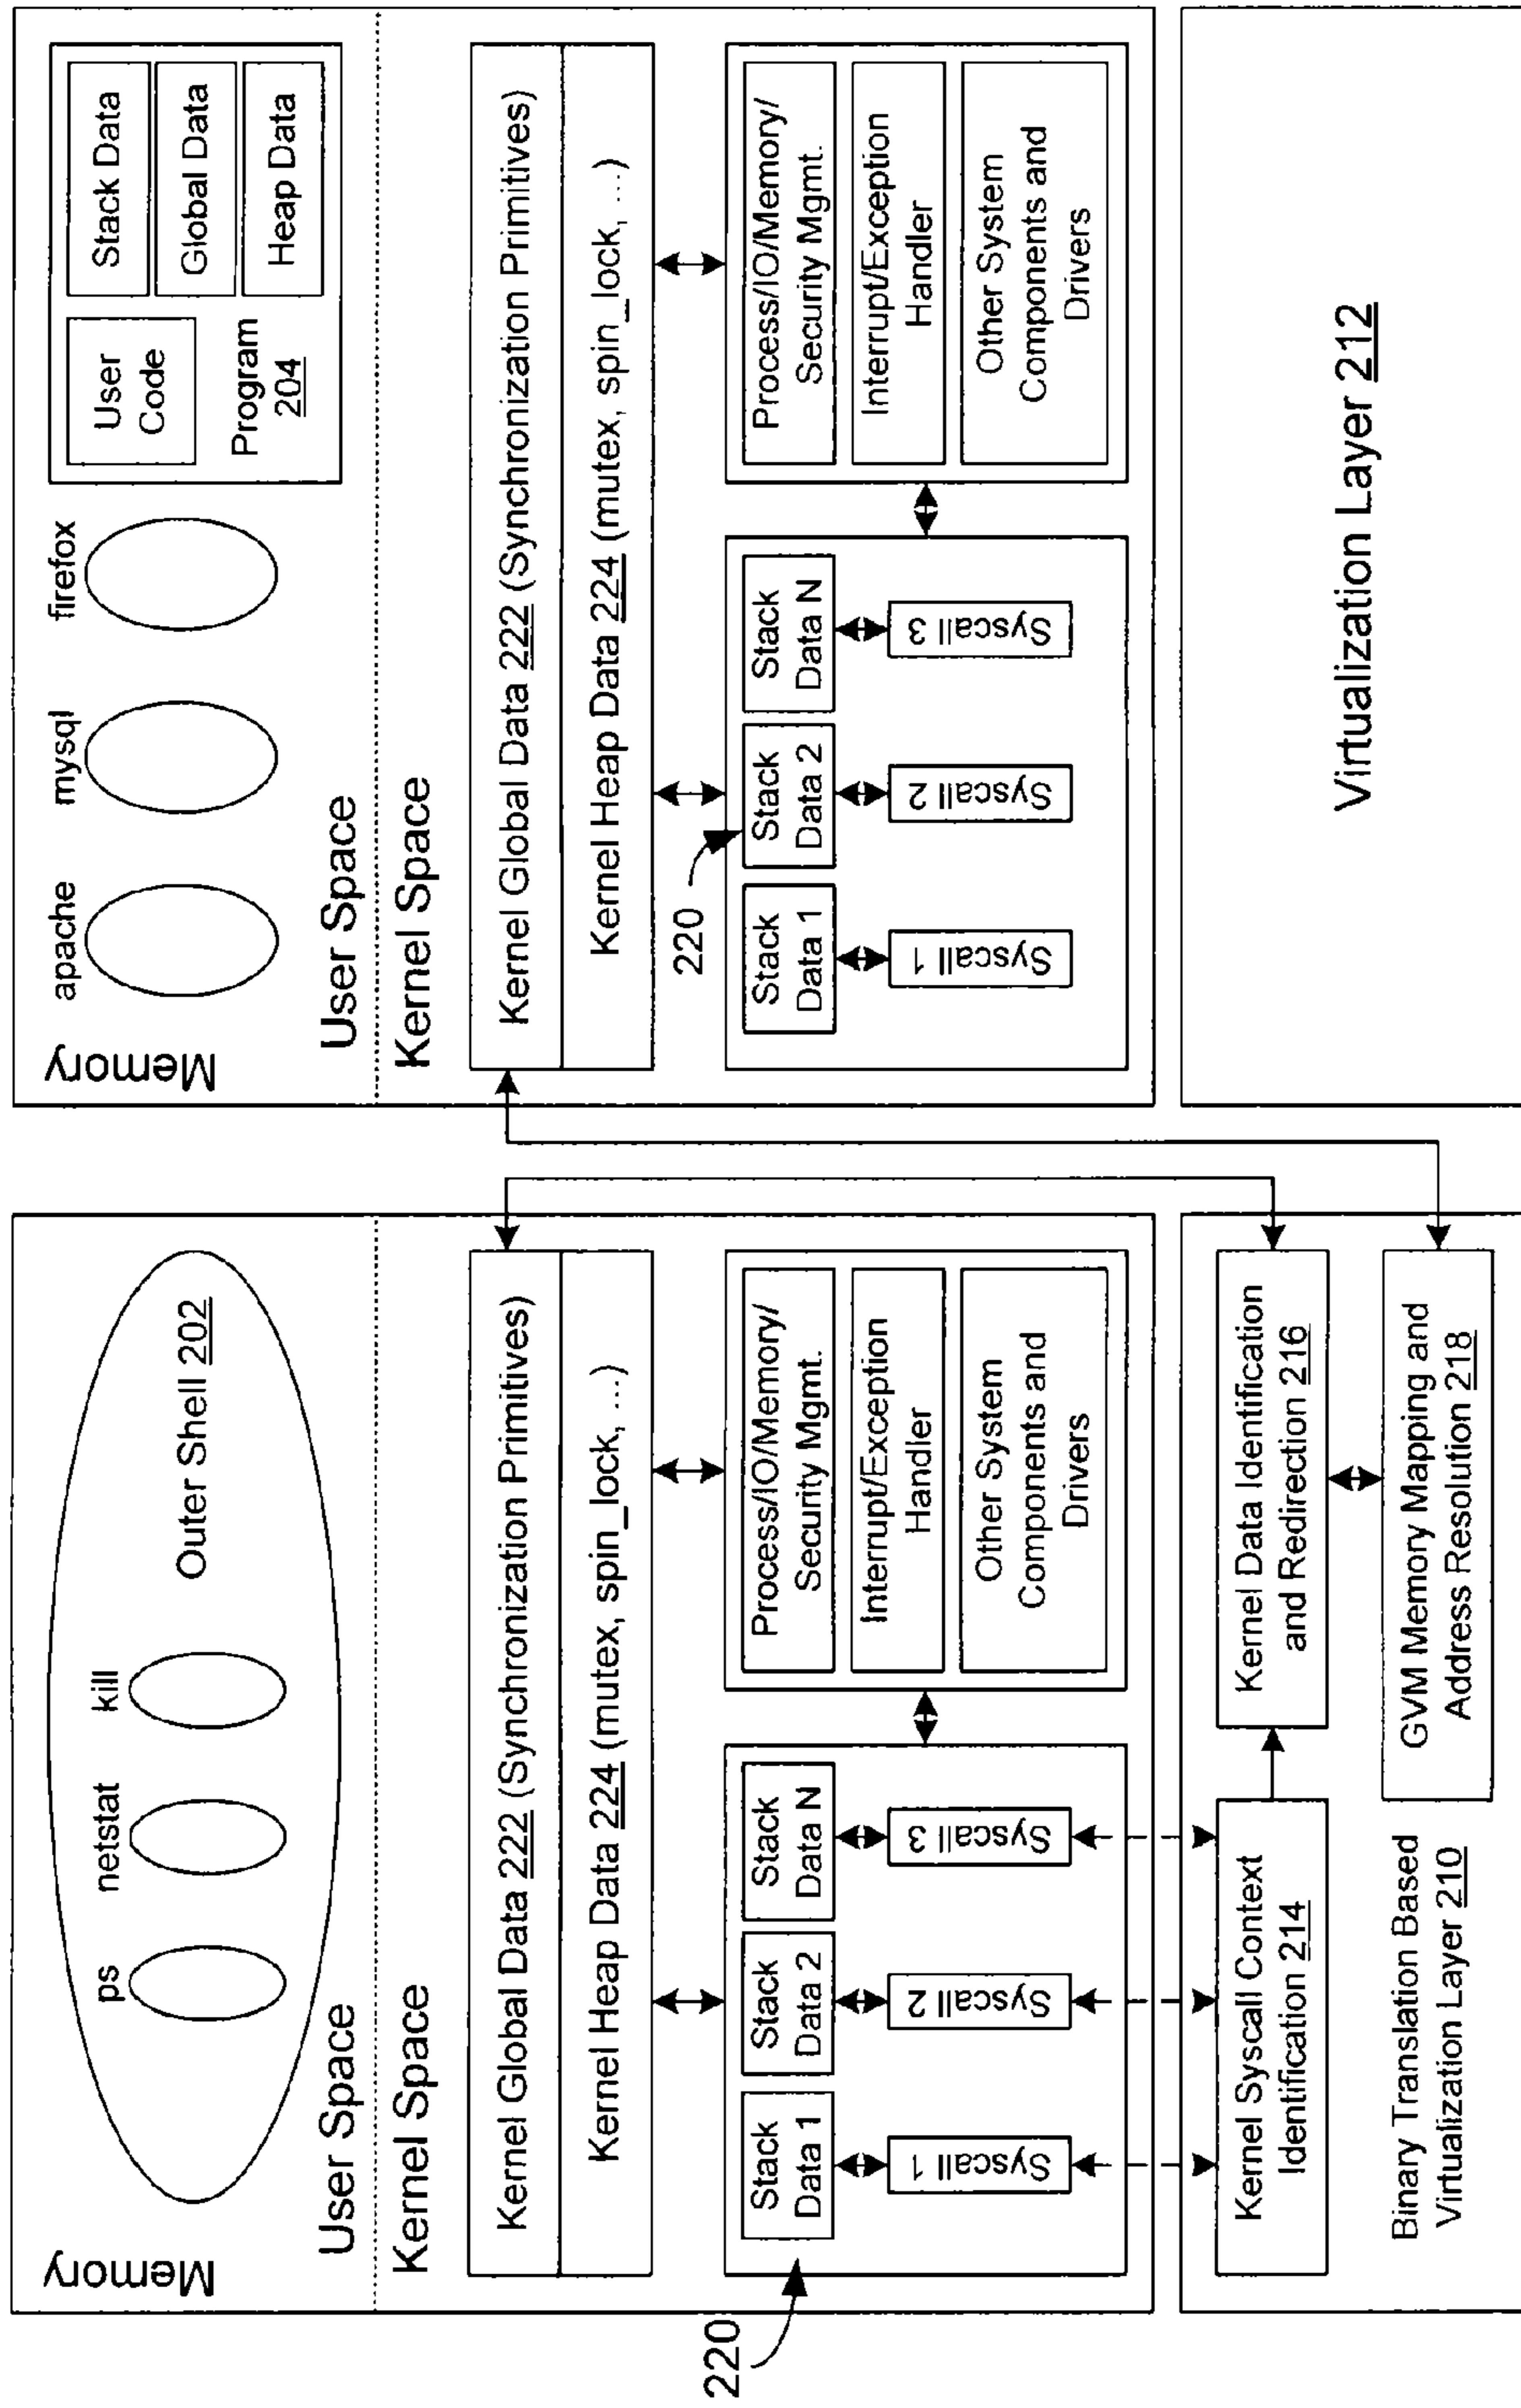 Memory
ps
netstat
kill
Outer Shell 202
User Space
Kernel Space
Kernel Global Data 222 (Synchronization Primitives)
Kernel Heap Data 224 (mutex, spin_lock, ...)
220
Stack
Data 1
Stack
Data 2
Stack
Data N
Syscall 1
Syscall 2
Syscall 3
Process/IO/Memory/
Security Mgmt.
Interrupt/Exception
Handler
Other System
Components and
Drivers
Kernel Syscall Context
Identification 214
Kernel Data Identification
and Redirection 216
Binary Translation Based
Virtualization Layer 210
GVM Memory Mapping and
Address Resolution 218
Memory
apache
mysql
firefox
User
Code
Program
204
Stack Data
Global Data
Heap Data
User Space
Kernel Space
Kernel Global Data 222 (Synchronization Primitives)
Kernel Heap Data 224 (mutex, spin_lock, ...)
220
Stack
Data 1
Stack
Data 2
Stack
Data N
Syscall 1
Syscall 2
Syscall 3
Process/IO/Memory/
Security Mgmt.
Interrupt/Exception
Handler
Other System
Components and
Drivers
Virtualization Layer 212